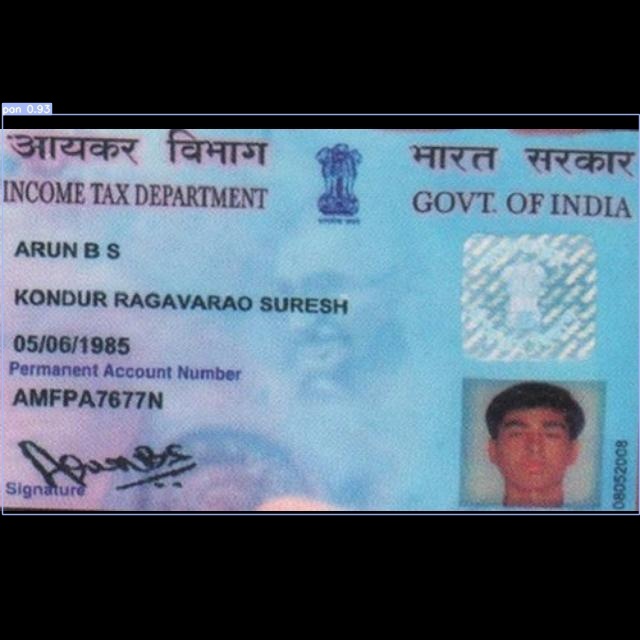 pan 0.93
आयकर विभाग
INCOME TAX DEPARTMENT
भारत सरकार
GOVT. OF INDIA
ARUN B S
KONDUR RAGAVARAO SURESH
05/06/1985
Permanent Account Number
AMFPA7677N
Arun B S
Signature
08052008